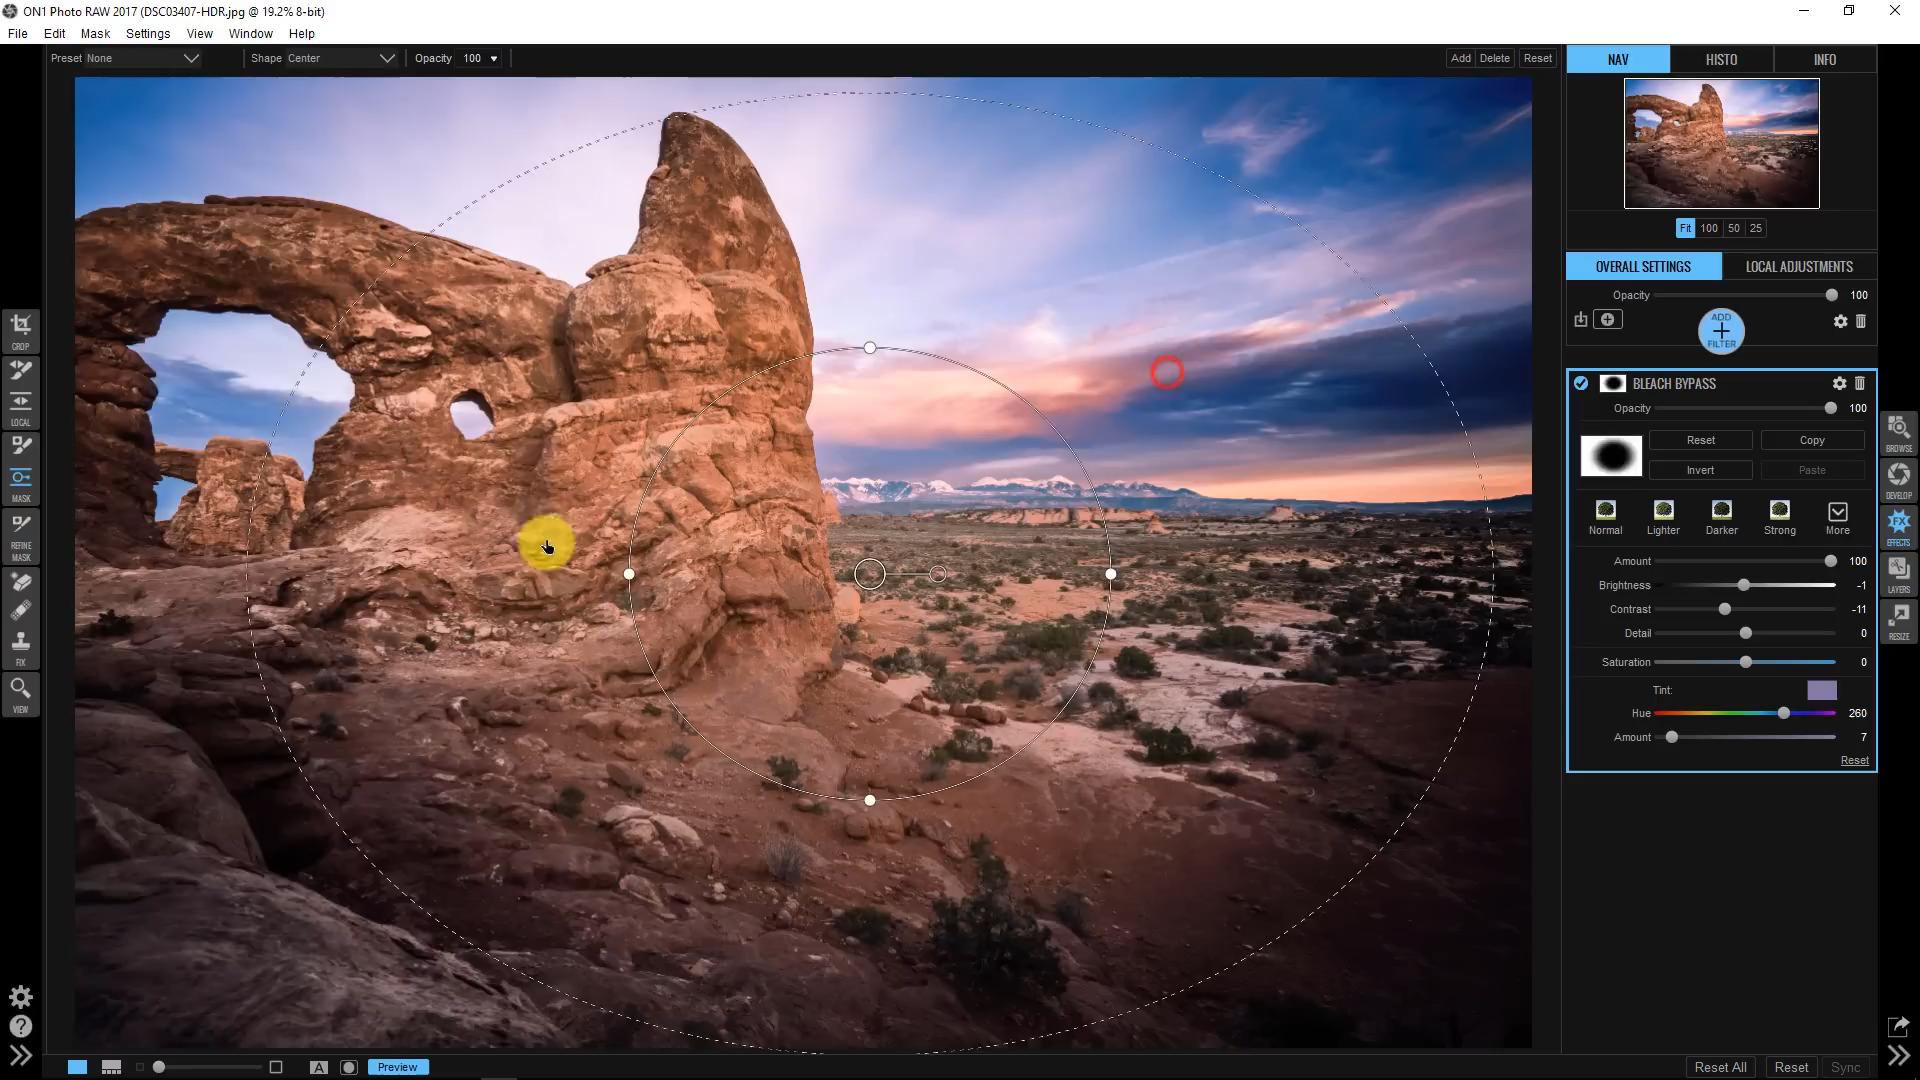 ON1 Photo RAW 2017 (DSC03407-HDR.jpg @ 19.2% 8-bit)
File Edit Mask Settings View Window Help
Preset None Shape Center Opacity 100 Add Delete Reset
NAV HISTO INFO
Fit 100 50 25
OVERALL SETTINGS LOCAL ADJUSTMENTS
Opacity 100
ADD
FILTER
BLEACH BYPASS
Opacity 100
Reset Copy
Invert Paste
Normal Lighter Darker Strong More
Amount 100
Brightness -1
Contrast -11
Detail 0
Saturation 0
Tint:
Hue 260
Amount 7
Reset
CROP
LOCAL
MASK
REFINE
MASK
FIX
VIEW
BROWSE
DEVELOP
FX
EFFECTS
LAYERS
RESIZE
A Preview
Reset All Reset Sync